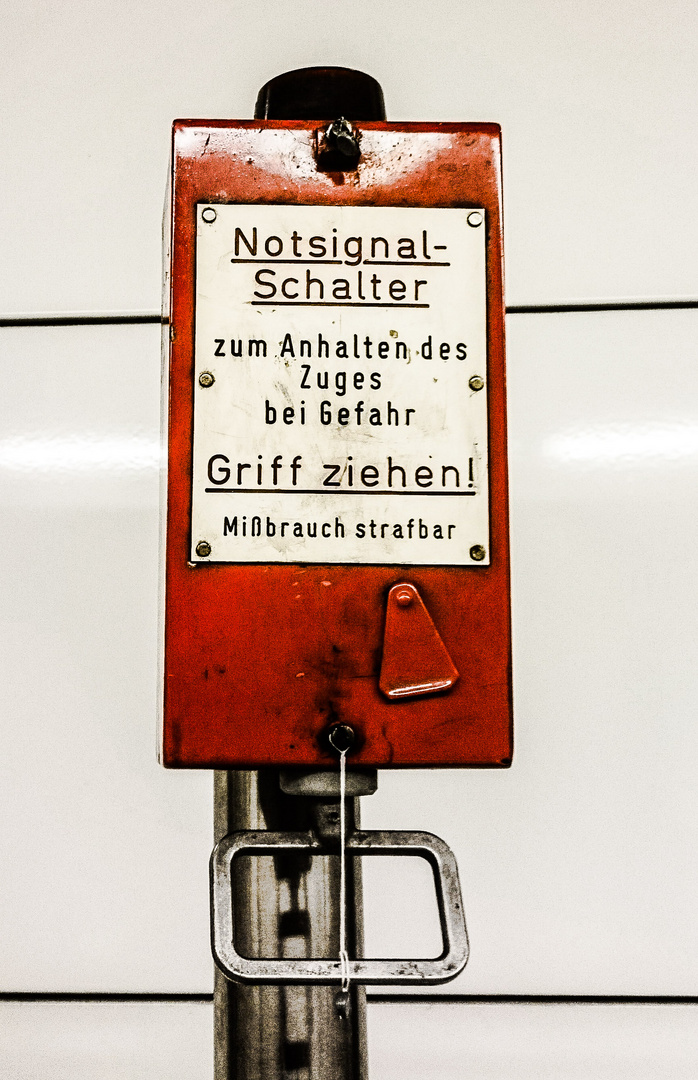 Notsignal-
Schalter
zum Anhalten des
Zuges
bei Gefahr
Griff ziehen!
Mißbrauch strafbar